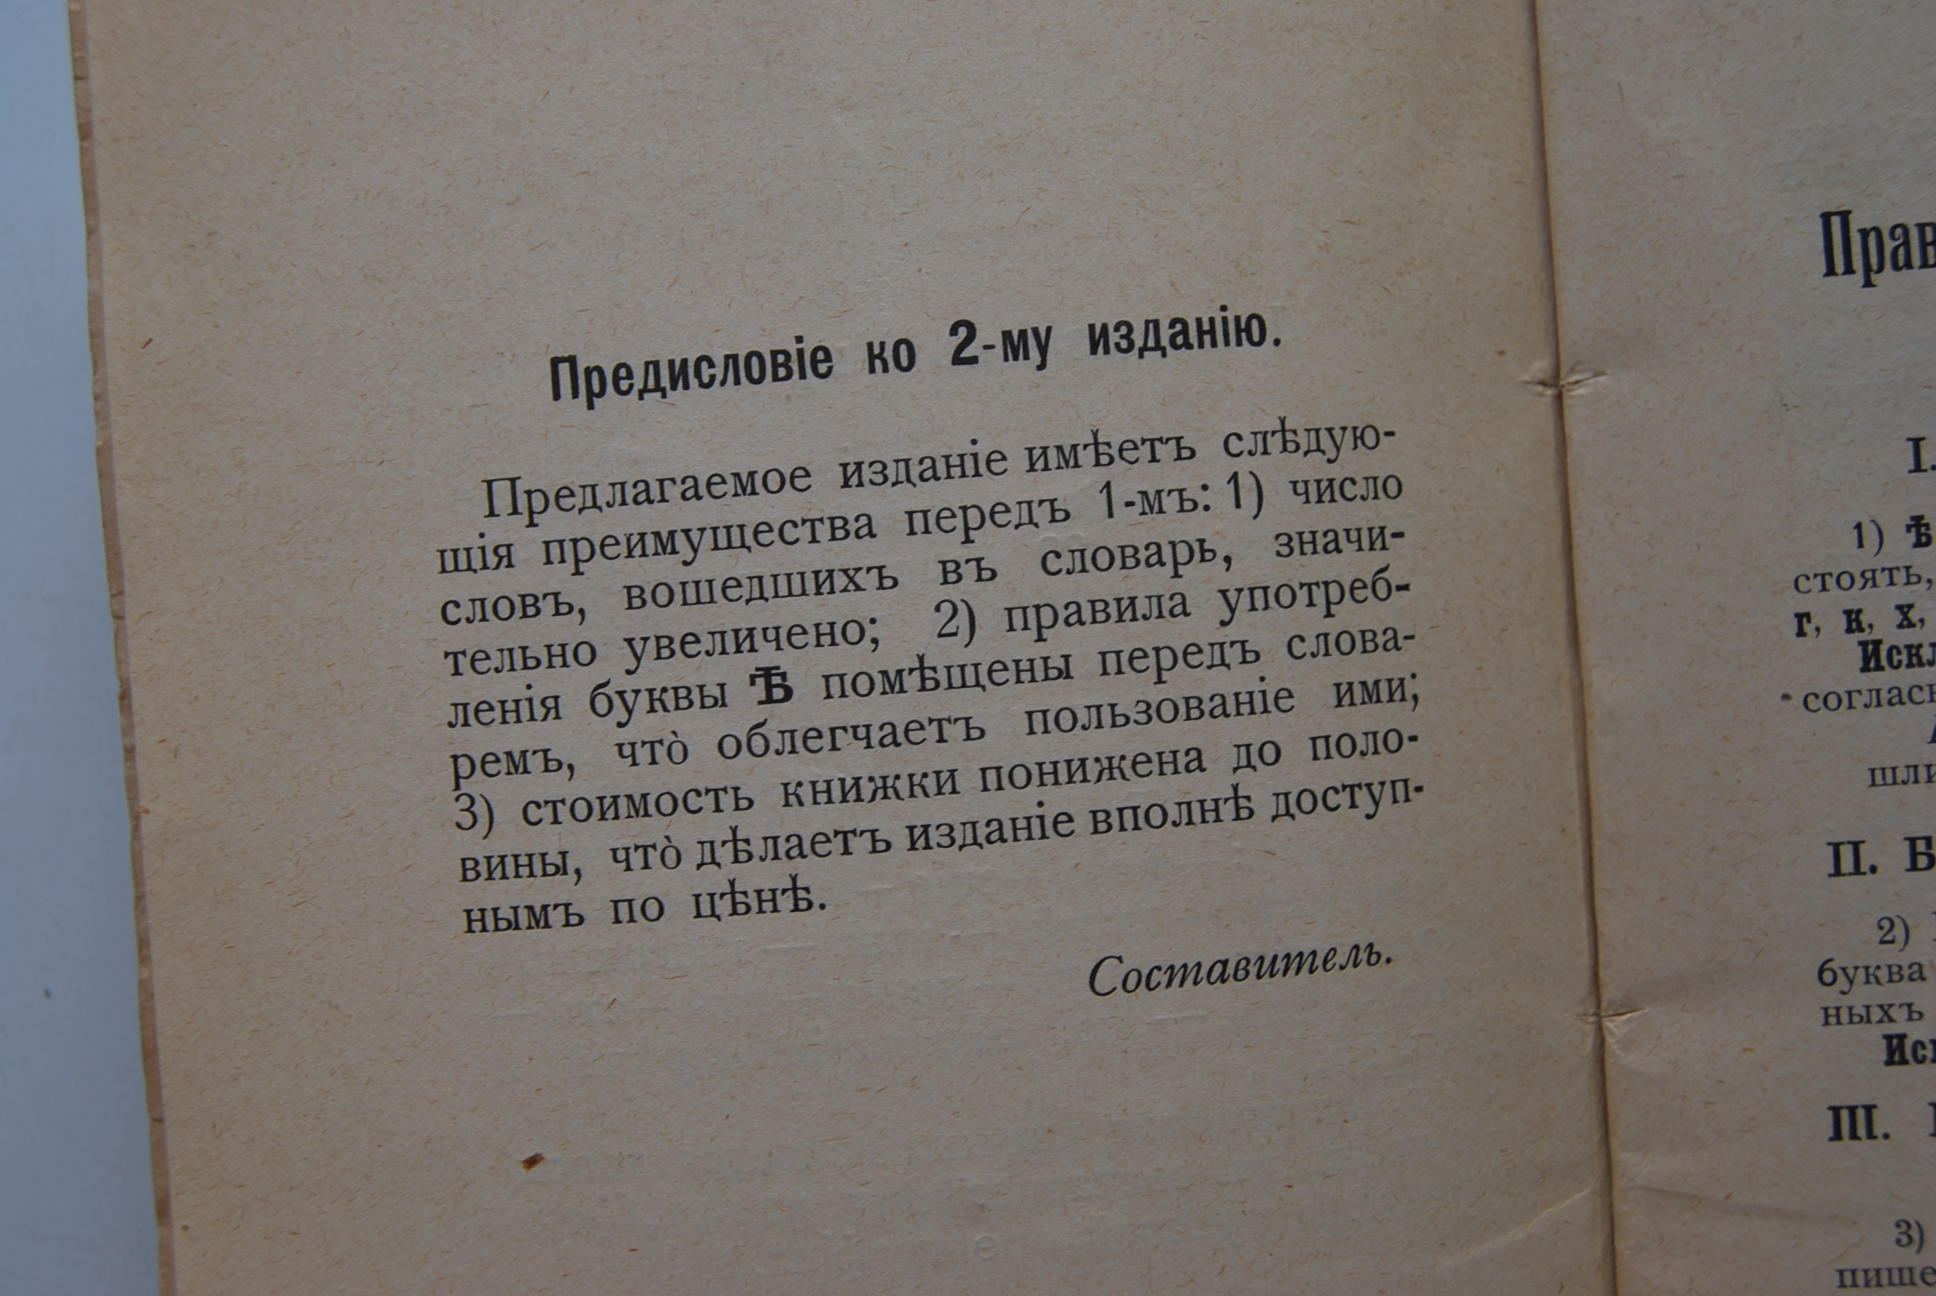 Предисловіе ко 2-му изданію.
Предлагаемое изданіе имѣетъ слѣдую-
щія преимущества передъ 1-мъ: 1) число
словъ, вошедшихъ въ словарь, значи-
тельно увеличено; 2) правила употреб-
ленія буквы Ѣ помѣщены передъ слова-
ремъ, что̀ облегчаетъ пользованіе ими;
3) стоимость книжки понижена до поло-
вины, что̀ дѣлаетъ изданіе вполнѣ доступ-
нымъ по цѣнѣ.
Составитель.
Прав
I.
1) Ѣ
стоять,
г, к, х,
Искл
согласн
шли
II. Б
2)
буква
ныхъ
Иск
III.
3)
пише